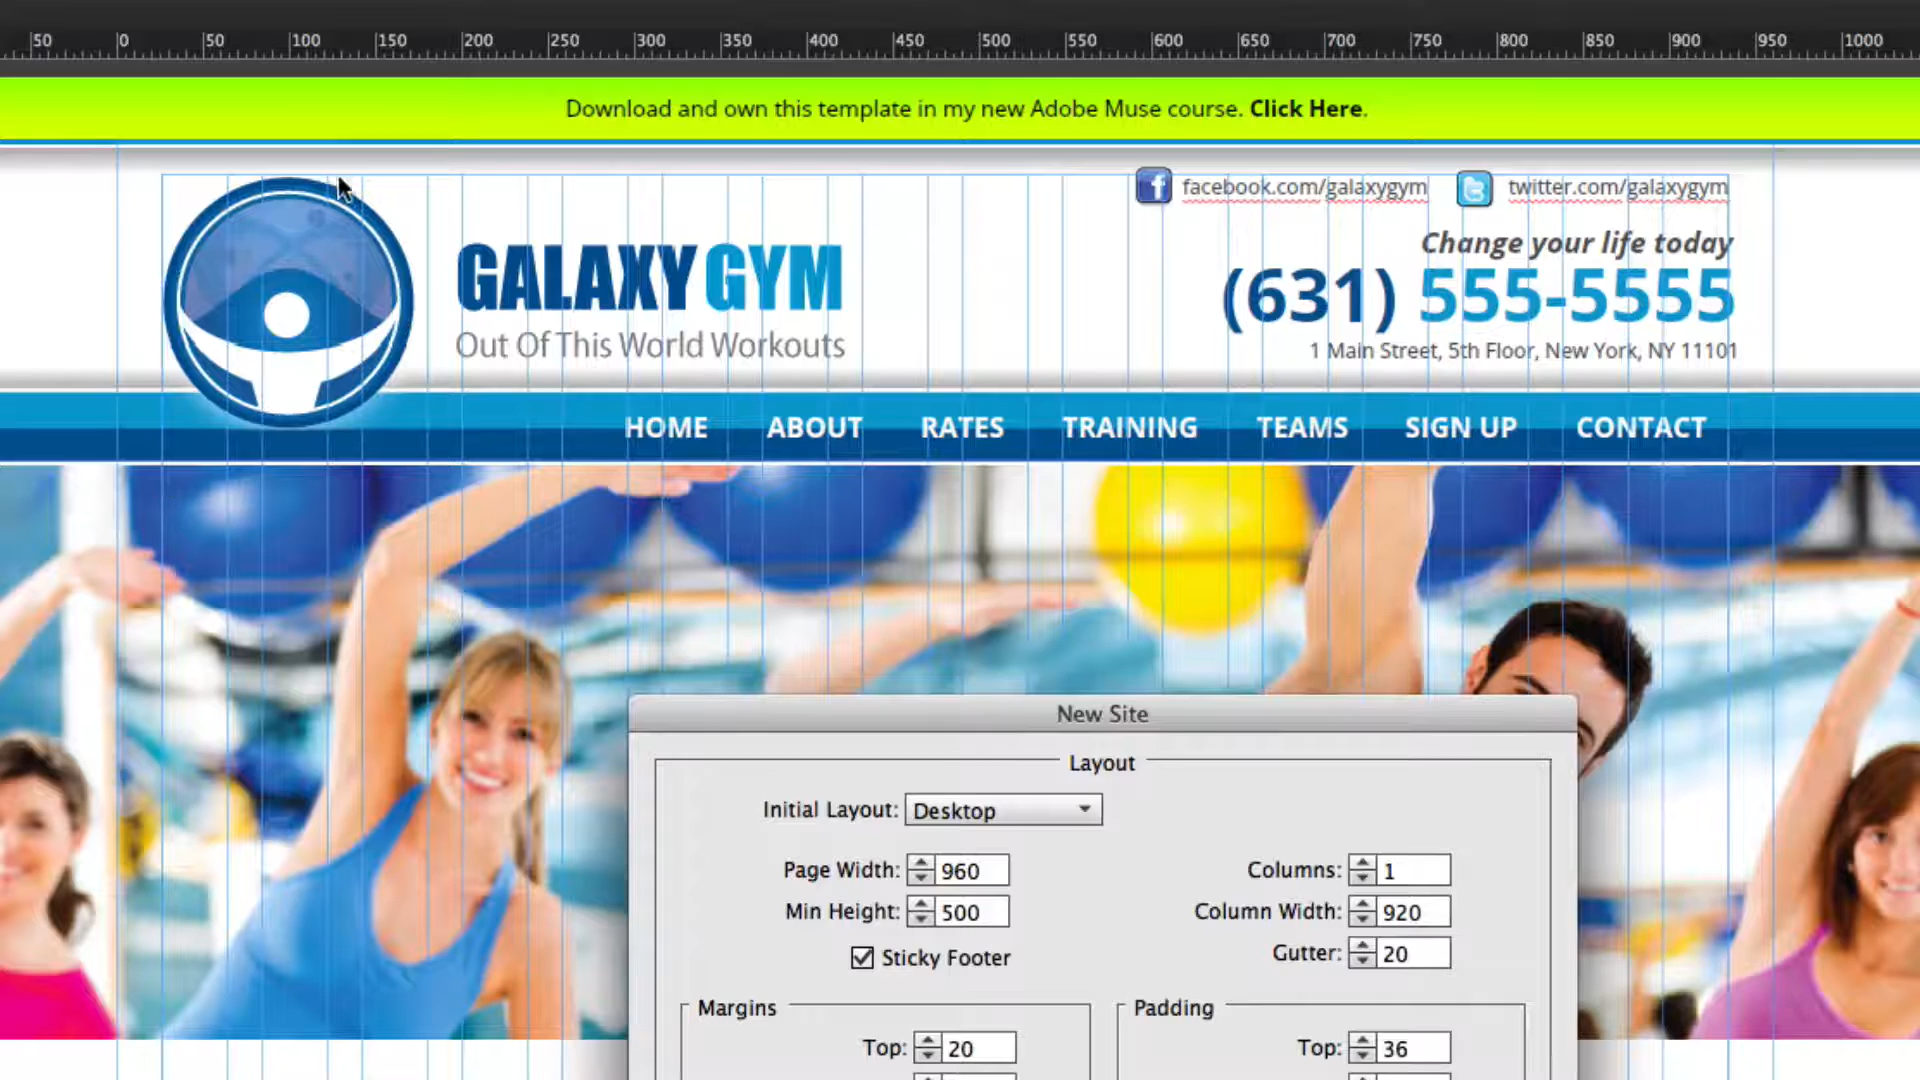 50 0 50 100 150 200 250 300 350 400 450 500 550 600 650 700 750 800 850 900 950 1000
Download and own this template in my new Adobe Muse course. Click Here.
facebook.com/galaxygym twitter.com/galaxygym
Change your life today
GALAXY GYM
(631) 555-5555
Out Of This World Workouts
1 Main Street, 5th Floor, New York, NY 11101
HOME ABOUT RATES TRAINING TEAMS SIGN UP CONTACT
New Site
Layout
Initial Layout: Desktop
Page Width: 960
Columns: 1
Min Height: 500
Column Width: 920
Sticky Footer
Gutter: 20
Margins
Padding
Top: 20
Top: 36